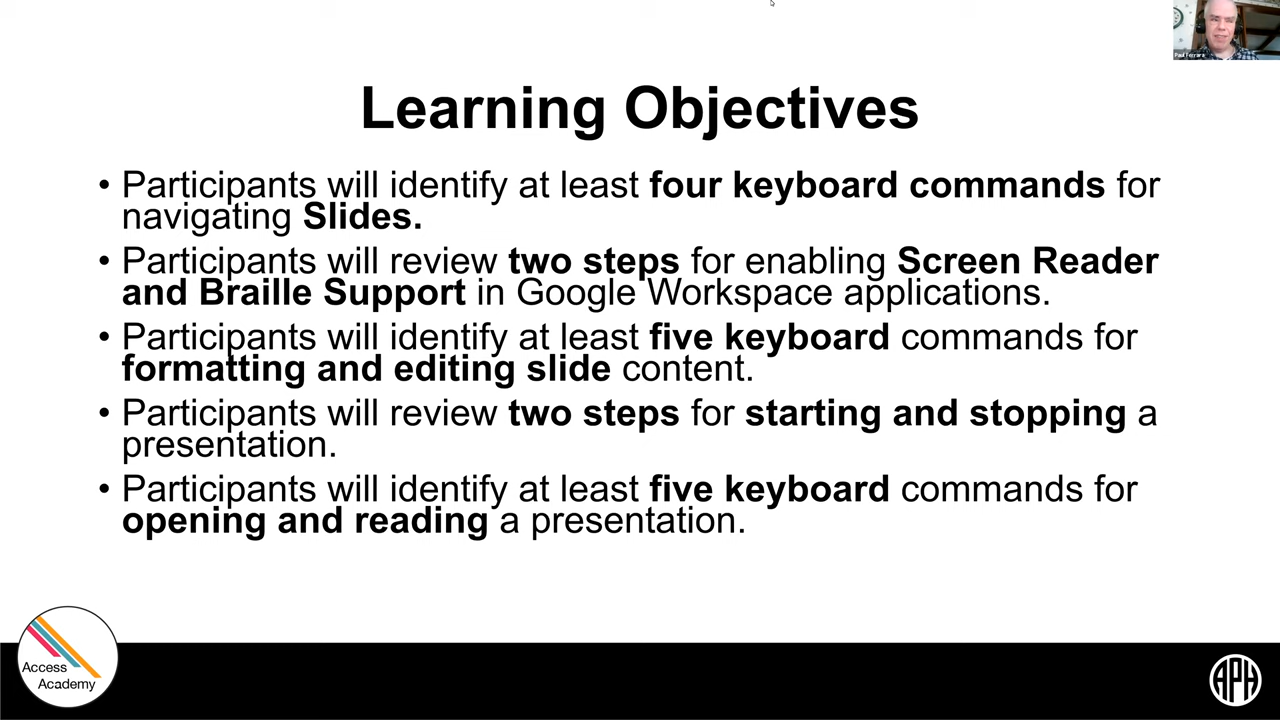 Paul Ferrara
Learning Objectives
• Participants will identify at least four keyboard commands for
navigating Slides.
• Participants will review two steps for enabling Screen Reader
and Braille Support in Google Workspace applications.
• Participants will identify at least five keyboard commands for
formatting and editing slide content.
• Participants will review two steps for starting and stopping a
presentation.
• Participants will identify at least five keyboard commands for
opening and reading a presentation.
Access
Academy
APH